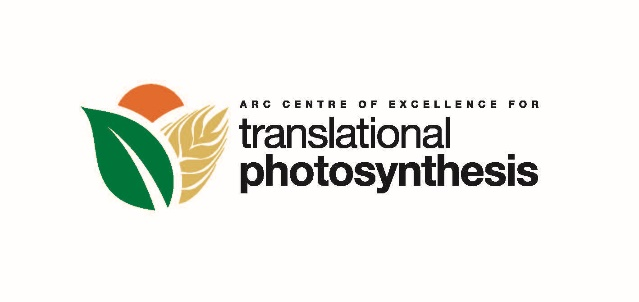 ARC CENTRE OF EXCELLENCE FOR
translational
photosynthesis